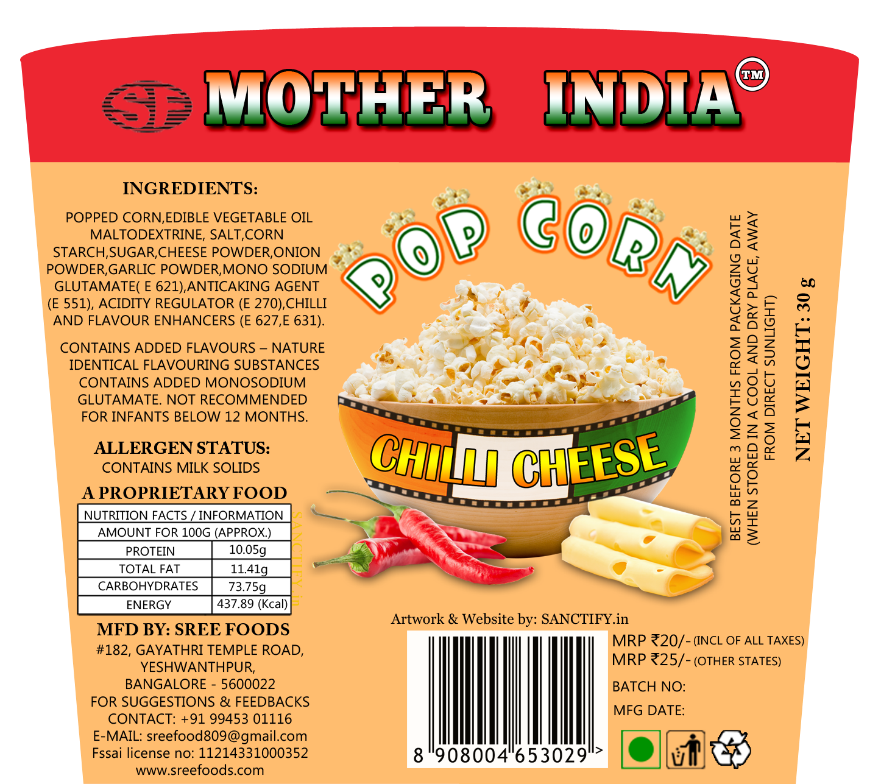 SF MOTHER INDIA TM
INGREDIENTS:
POPPED CORN,EDIBLE VEGETABLE OIL
MALTODEXTRINE, SALT,CORN
STARCH,SUGAR,CHEESE POWDER,ONION
POWDER,GARLIC POWDER,MONO SODIUM
GLUTAMATE( E 621),ANTICAKING AGENT
(E 551), ACIDITY REGULATOR (E 270),CHILLI
AND FLAVOUR ENHANCERS (E 627,E 631).
CONTAINS ADDED FLAVOURS – NATURE
IDENTICAL FLAVOURING SUBSTANCES
CONTAINS ADDED MONOSODIUM
GLUTAMATE. NOT RECOMMENDED
FOR INFANTS BELOW 12 MONTHS.
ALLERGEN STATUS:
CONTAINS MILK SOLIDS
A PROPRIETARY FOOD
NUTRITION FACTS / INFORMATION
AMOUNT FOR 100G (APPROX.)
PROTEIN 10.05g
TOTAL FAT 11.41g
CARBOHYDRATES 73.75g
ENERGY 437.89 (Kcal)
SANCTIFY.in
MFD BY: SREE FOODS
#182, GAYATHRI TEMPLE ROAD,
YESHWANTHPUR,
BANGALORE - 5600022
FOR SUGGESTIONS & FEEDBACKS
CONTACT: +91 99453 01116
E-MAIL: sreefood809@gmail.com
Fssai license no: 11214331000352
www.sreefoods.com
POP CORN
CHILLI CHEESE
BEST BEFORE 3 MONTHS FROM PACKAGING DATE
(WHEN STORED IN A COOL AND DRY PLACE, AWAY
FROM DIRECT SUNLIGHT)
NET WEIGHT: 30 g
Artwork & Website by: SANCTIFY.in
8 908004 653029 >
MRP ₹20/- (INCL OF ALL TAXES)
MRP ₹25/- (OTHER STATES)
BATCH NO:
MFG DATE: